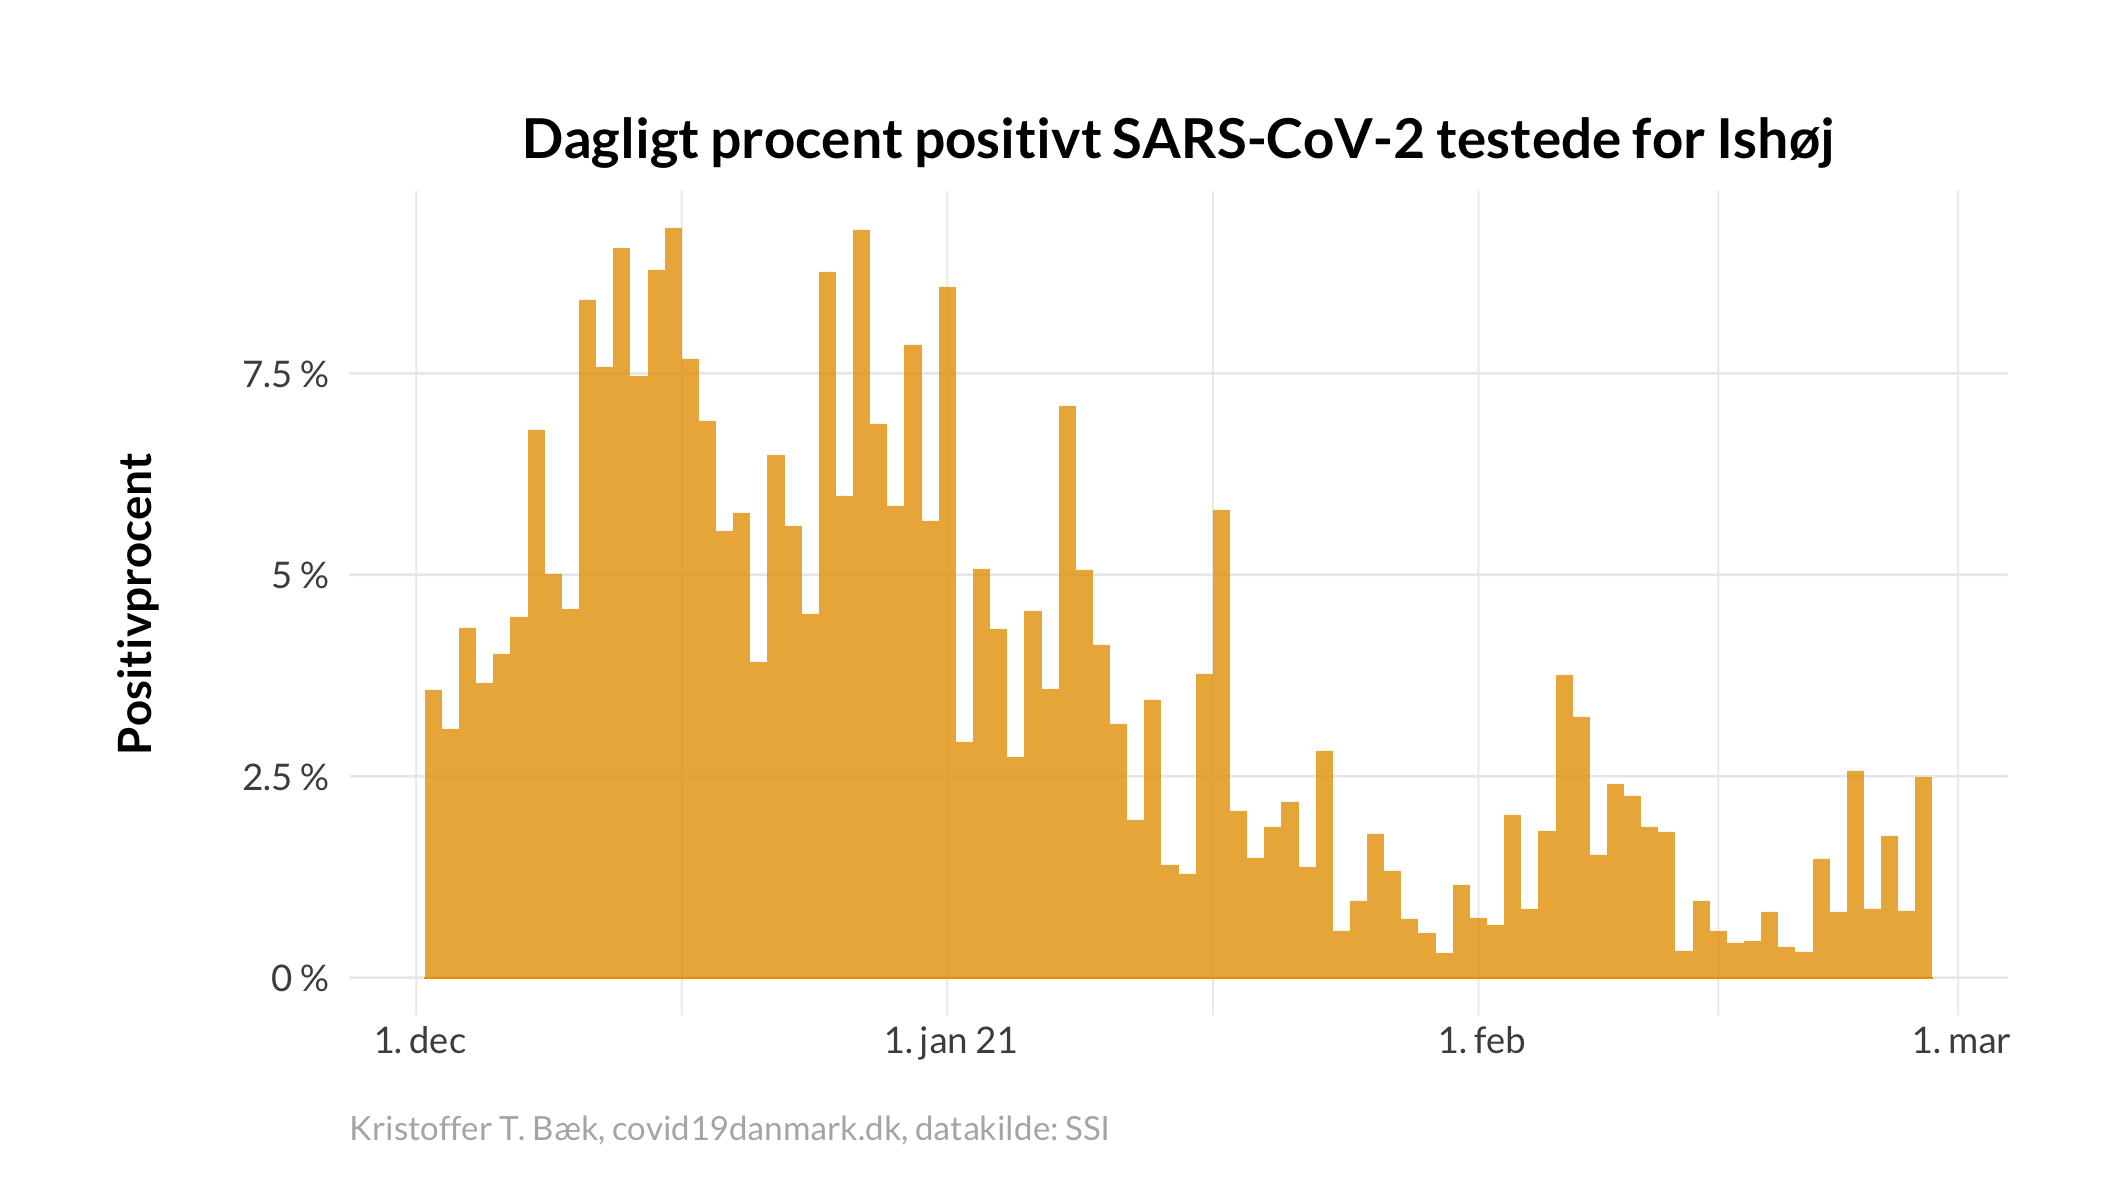 Dagligt procent positivt SARS-CoV-2 testede for Ishøj
Positivprocent
7.5 %
5 %
2.5 %
0 %
1. dec
1. jan 21
1. feb
1. mar
Kristoffer T. Bæk, covid19danmark.dk, datakilde: SSI